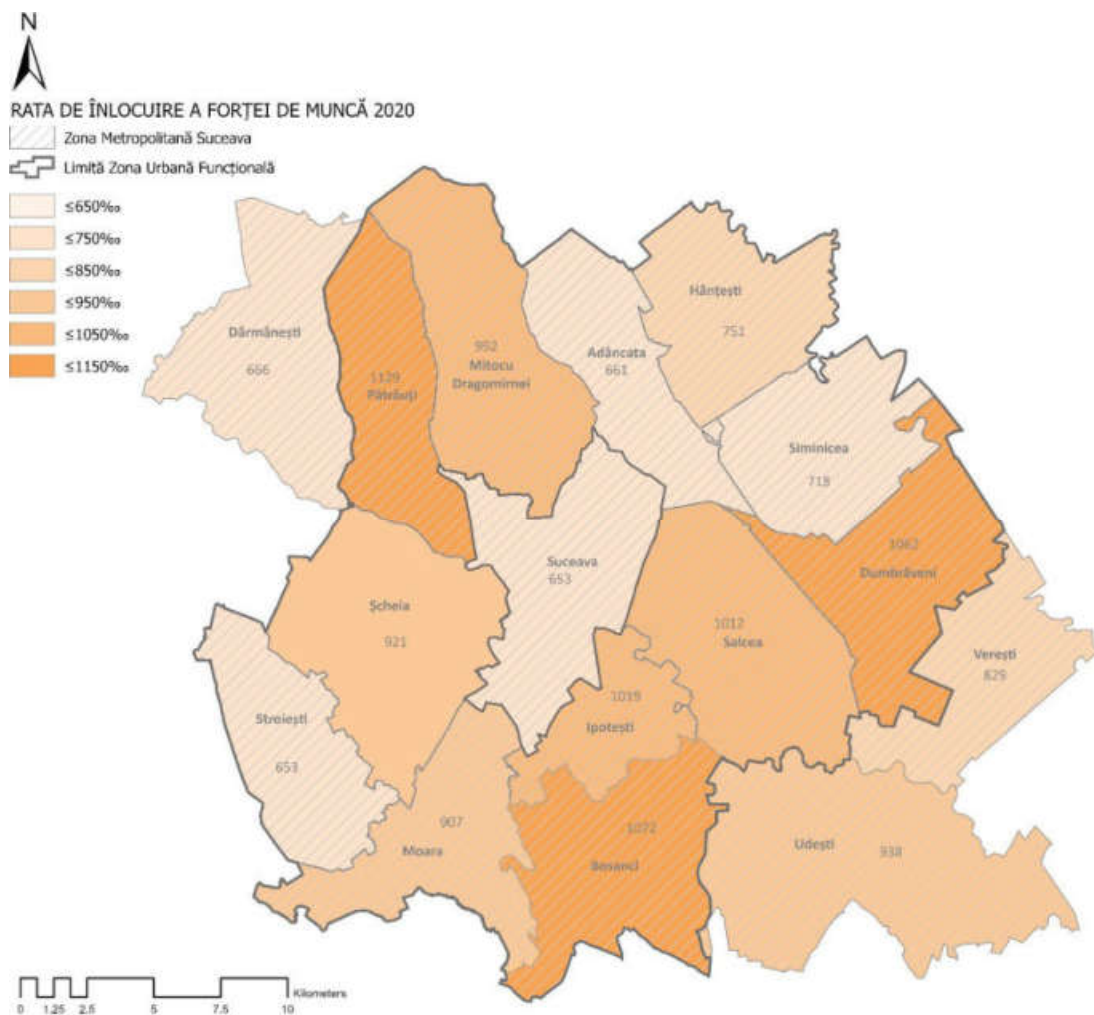 N
RATA DE ÎNLOCUIRE A FORȚEI DE MUNCĂ 2020
Zona Metropolitană Suceava
Limită Zona Urbană Funcțională
≤650‰
≤750‰
≤850‰
≤950‰
≤1050‰
≤1150‰
Hânțești
751
Dărmănești
666
992
Mitocu
Dragomirnei
Adâncata
661
1129
Pătrăuți
Siminicea
718
1062
Dumbrăveni
Suceava
653
Șcheia
921
1012
Salcea
Verești
829
Stroiești
653
1019
Ipotești
907
Moara
1072
Bosanci
Udești
938
Kilometers
0 1.25 2.5 5 7.5 10